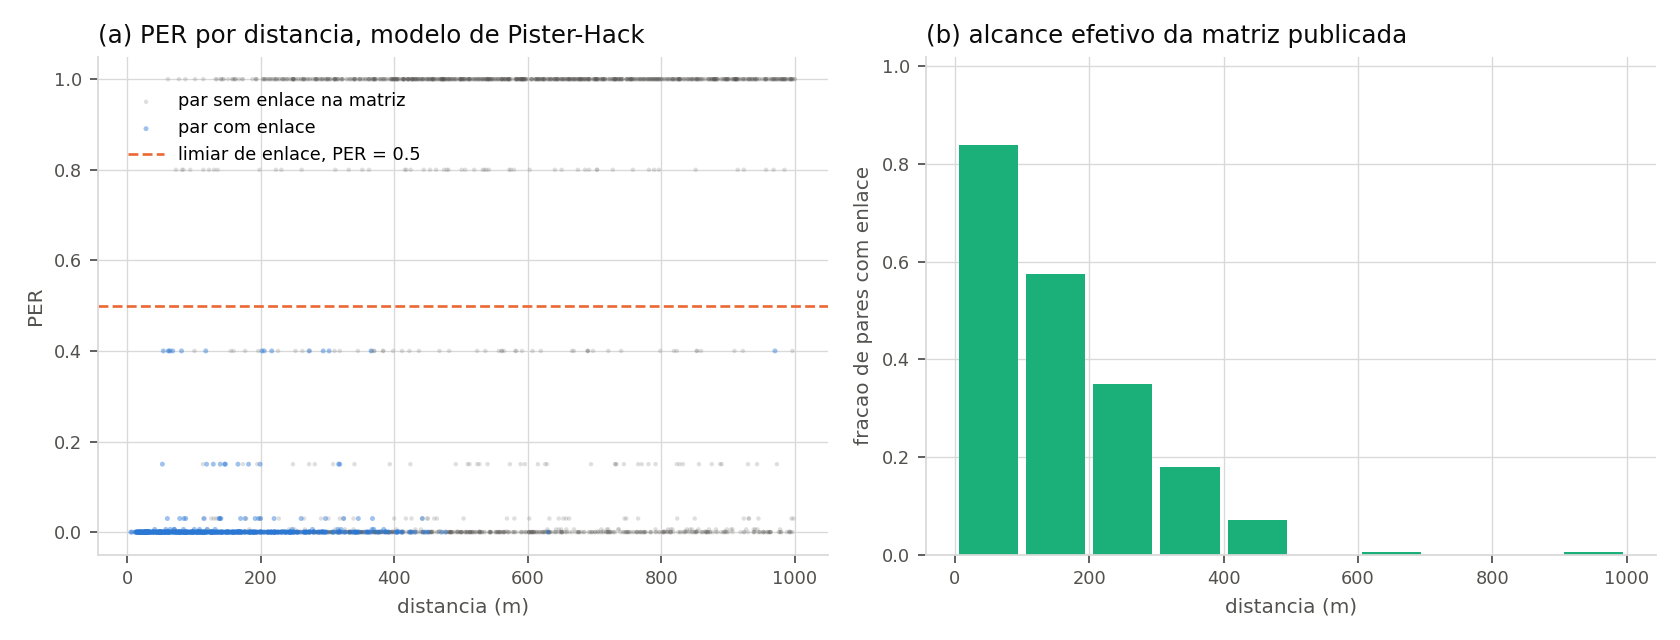 (a) PER por distancia, modelo de Pister-Hack
PER
1.0
0.8
0.6
0.4
0.2
0.0
par sem enlace na matriz
par com enlace
limiar de enlace, PER = 0.5
0 200 400 600 800 1000
distancia (m)
(b) alcance efetivo da matriz publicada
fracao de pares com enlace
1.0
0.8
0.6
0.4
0.2
0.0
0 200 400 600 800 1000
distancia (m)